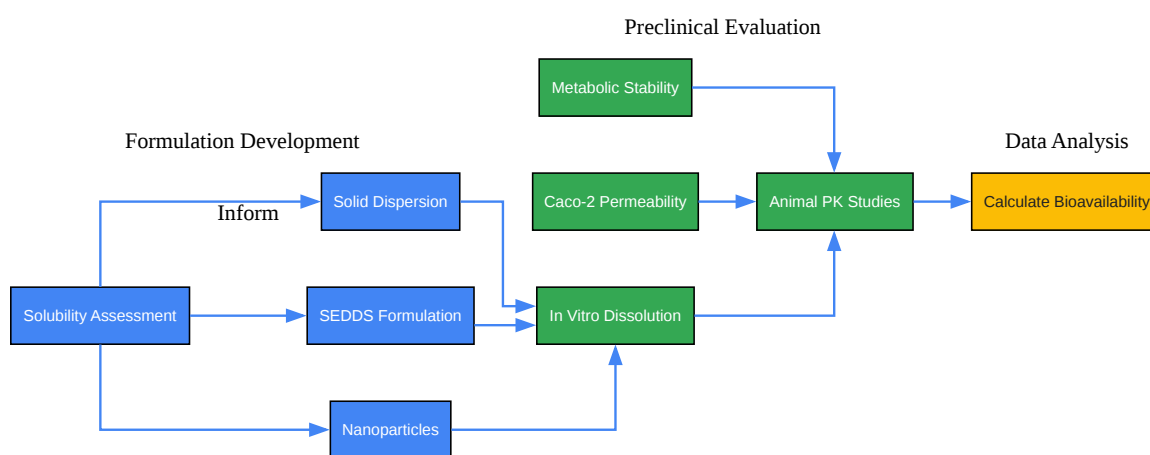 Preclinical Evaluation
Metabolic Stability
Formulation Development
Data Analysis
Solid Dispersion
Caco-2 Permeability
Animal PK Studies
Calculate Bioavailability
Inform
Solubility Assessment
SEDDS Formulation
In Vitro Dissolution
Nanoparticles